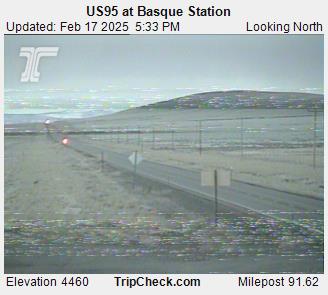 US95 at Basque Station
Updated: Feb 17 2025 5:33 PM Looking North
Elevation 4460 TripCheck.com Milepost 91.62